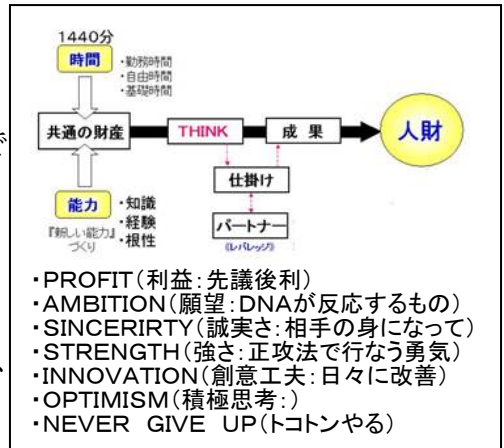 1440分
時間
・勤務時間
・自由時間
・基礎時間
で
共通の財産
THINK
成 果
人財
仕掛け
能力
・知識
・経験
・根性
『新しい能力』
づくり
パートナー
《レバレッジ》
・PROFIT(利益:先議後利)
・AMBITION(願望:DNAが反応するもの)
・SINCERIRTY(誠実さ:相手の身になって)
・STRENGTH(強さ:正攻法で行なう勇気)
・INNOVATION(創意工夫:日々に改善)
・OPTIMISM(積極思考:)
・NEVER GIVE UP(トコトンやる)